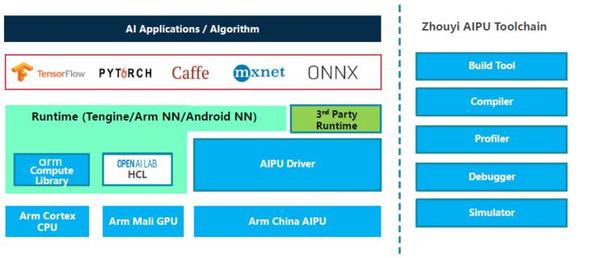 AI Applications / Algorithm
TensorFlow PYTORCH Caffe mxnet ONNX
Runtime (Tengine/Arm NN/Android NN)
3rd Party
Runtime
arm
Compute
Library
OPEN AI LAB
HCL
AIPU Driver
Arm Cortex
CPU
Arm Mali GPU
Arm China AIPU
Zhouyi AIPU Toolchain
Build Tool
Compiler
Profiler
Debugger
Simulator